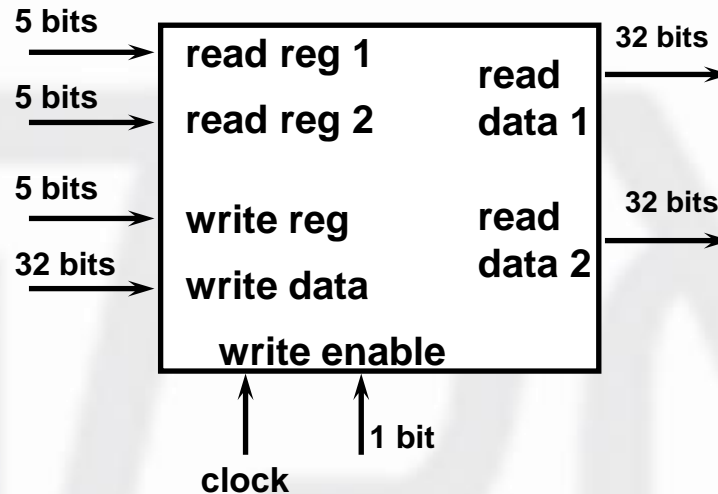 5 bits
read reg 1
32 bits
read
data 1
5 bits
read reg 2
5 bits
write reg
32 bits
read
data 2
32 bits
write data
write enable
1 bit
clock